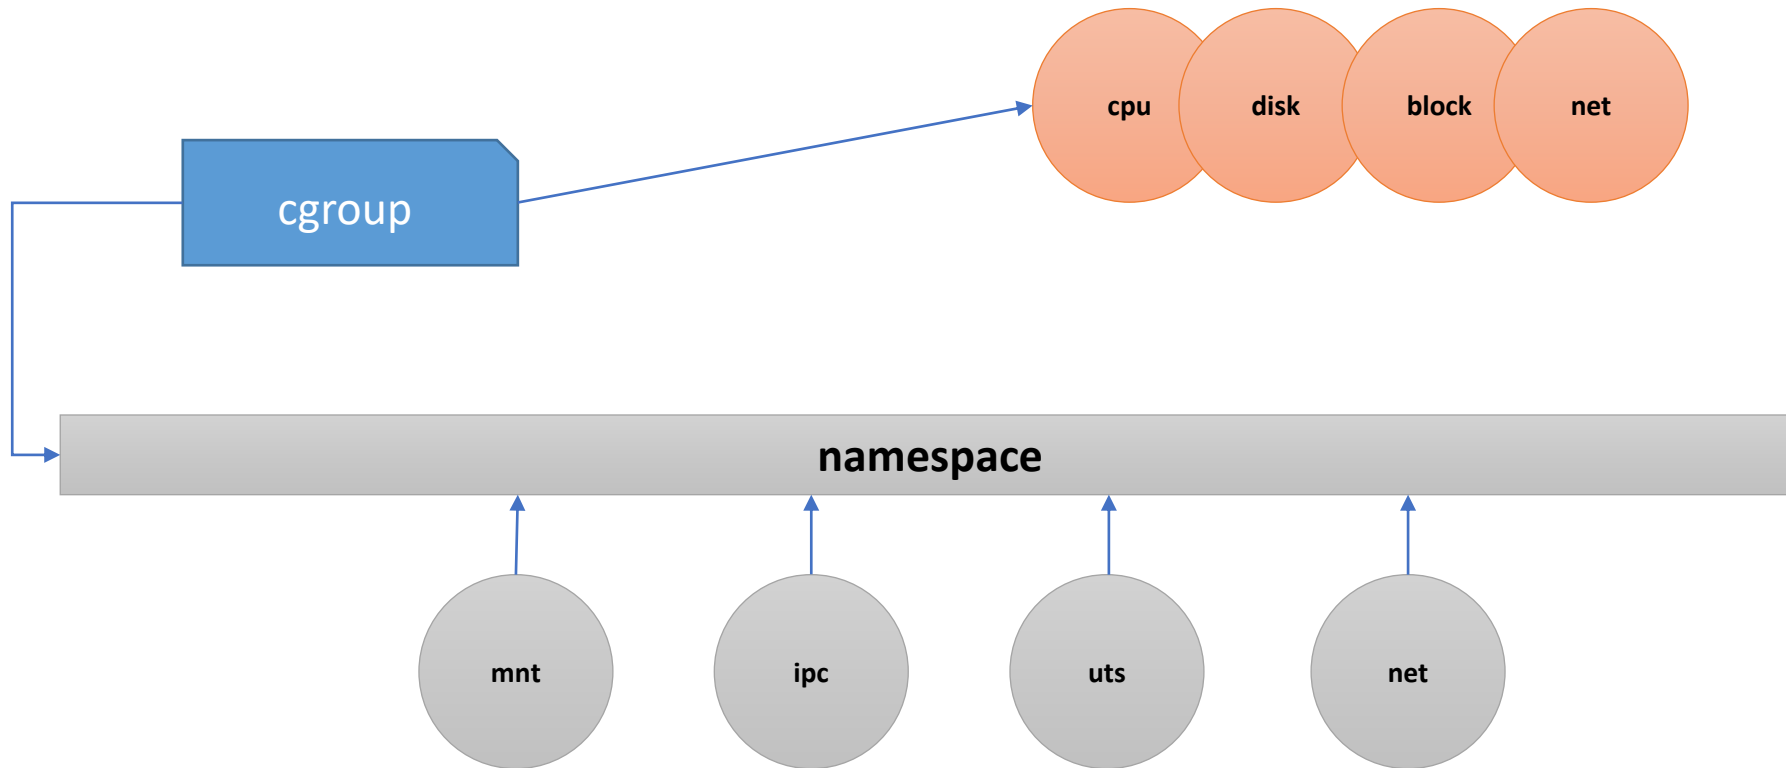 cpu disk block net
cgroup
namespace
mnt ipc uts net